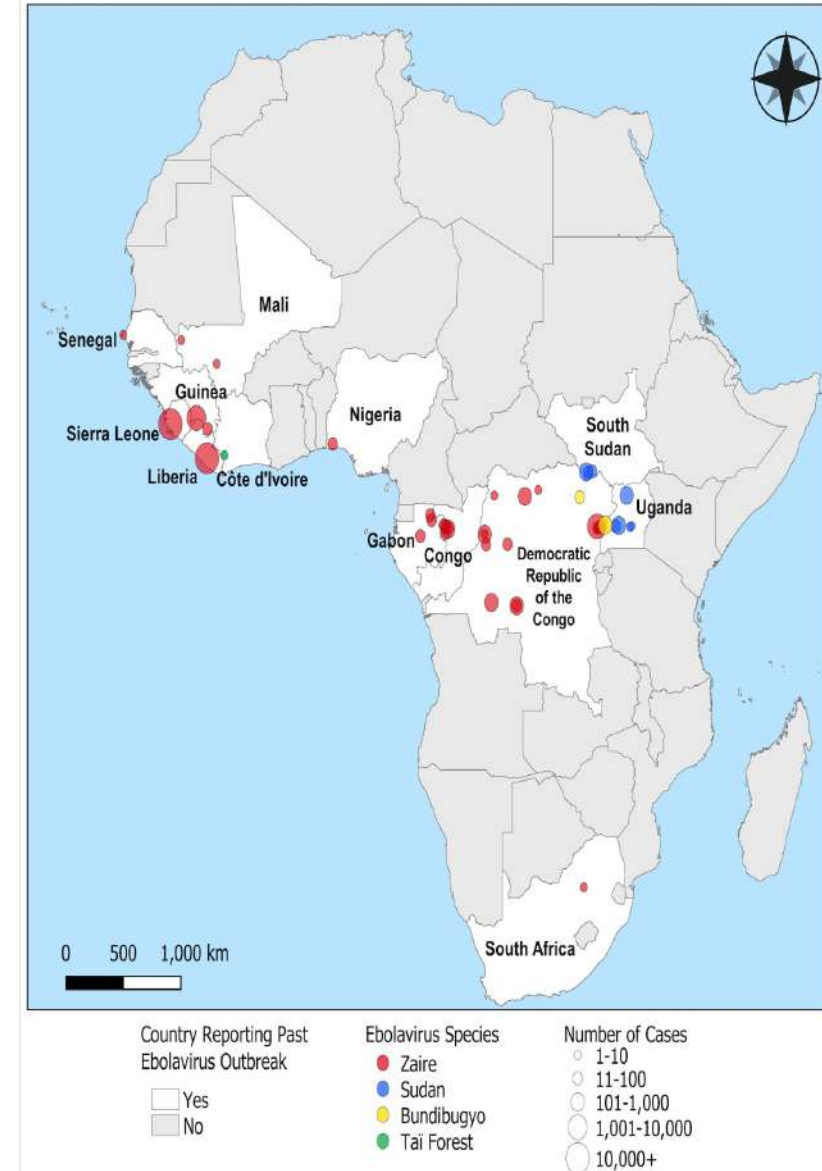 Mali
Senegal
Guinea
Nigeria
Sierra Leone
South
Sudan
Liberia
Côte d'Ivoire
Uganda
Gabon
Congo
Democratic
Republic
of the
Congo
0 500 1,000 km
South Africa
Country Reporting Past
Ebolavirus Outbreak
Yes
No
Ebolavirus Species
Zaire
Sudan
Bundibugyo
Taï Forest
Number of Cases
1-10
11-100
101-1,000
1,001-10,000
10,000+